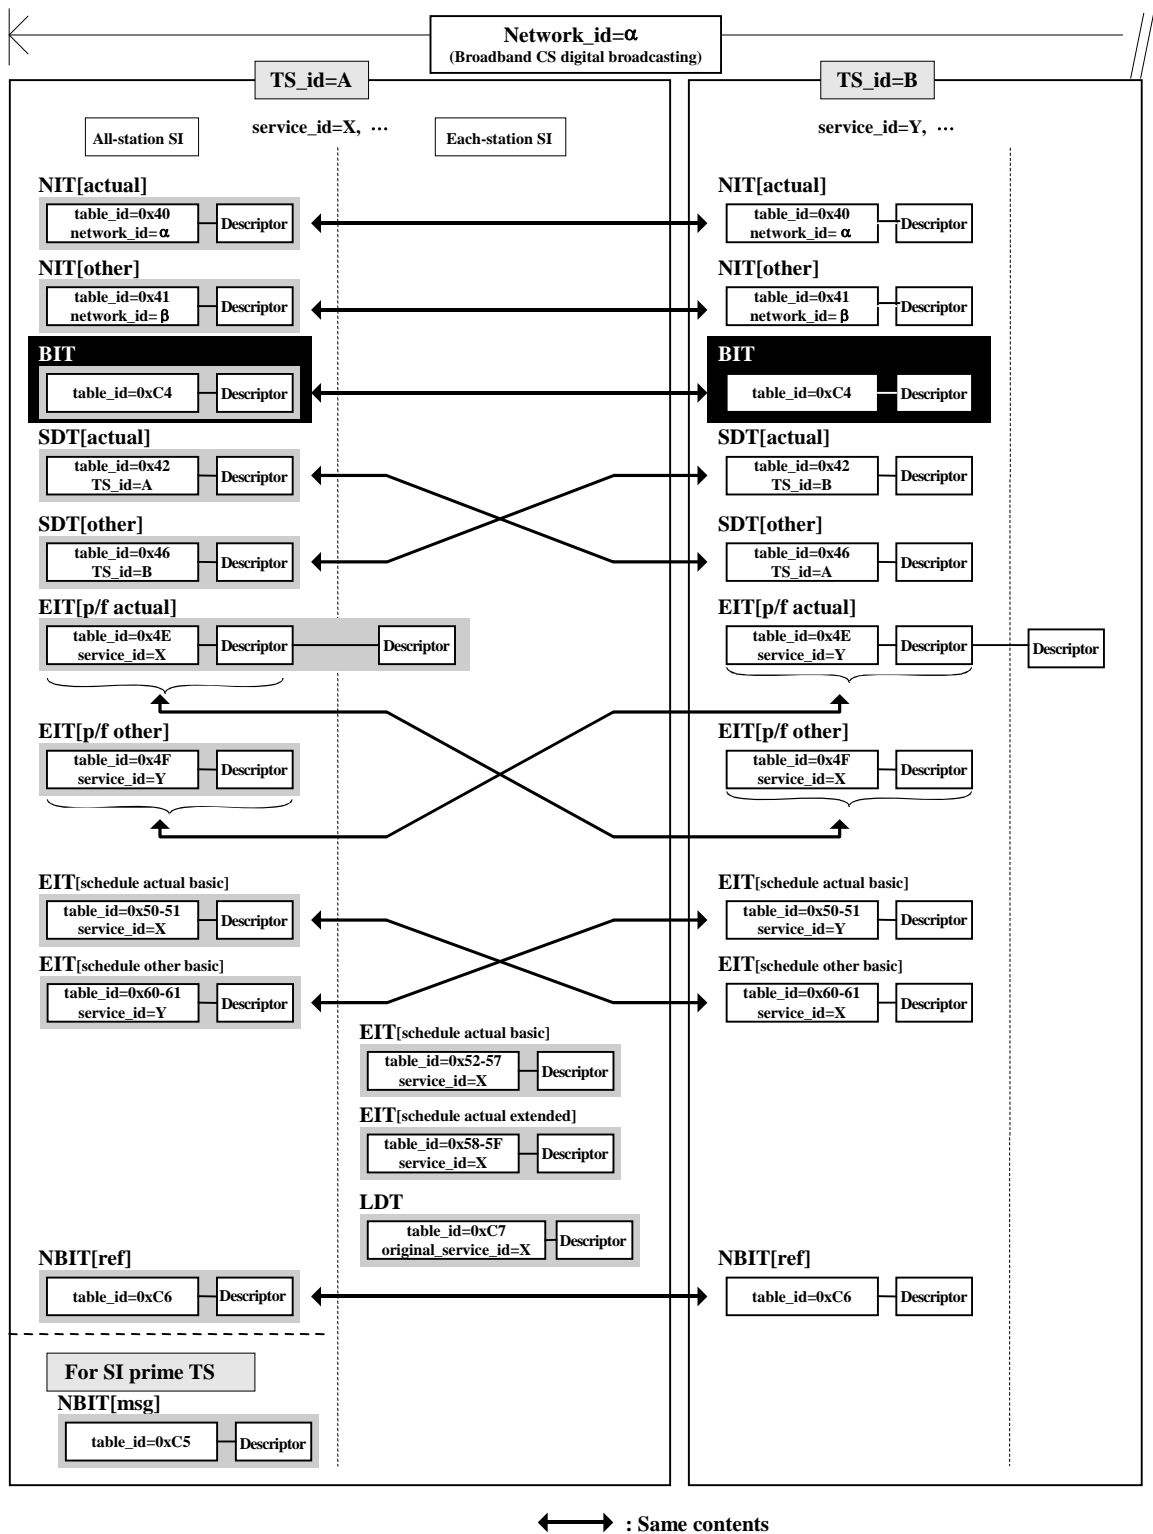 Network_id=α
(Broadband CS digital broadcasting)
TS_id=A
TS_id=B
All-station SI
service_id=X, …
Each-station SI
service_id=Y, …
NIT[actual]
table_id=0x40
network_id=α
Descriptor
NIT[actual]
table_id=0x40
network_id= α
Descriptor
NIT[other]
table_id=0x41
network_id= β
Descriptor
NIT[other]
table_id=0x41
network_id= β
Descriptor
BIT
table_id=0xC4
Descriptor
BIT
table_id=0xC4
Descriptor
SDT[actual]
table_id=0x42
TS_id=A
Descriptor
SDT[actual]
table_id=0x42
TS_id=B
Descriptor
SDT[other]
table_id=0x46
TS_id=B
Descriptor
SDT[other]
table_id=0x46
TS_id=A
Descriptor
EIT[p/f actual]
table_id=0x4E
service_id=X
Descriptor
Descriptor
EIT[p/f actual]
table_id=0x4E
service_id=Y
Descriptor
Descriptor
EIT[p/f other]
table_id=0x4F
service_id=Y
Descriptor
EIT[p/f other]
table_id=0x4F
service_id=X
Descriptor
EIT[schedule actual basic]
table_id=0x50-51
service_id=X
Descriptor
EIT[schedule actual basic]
table_id=0x50-51
service_id=Y
Descriptor
EIT[schedule other basic]
table_id=0x60-61
service_id=Y
Descriptor
EIT[schedule other basic]
table_id=0x60-61
service_id=X
Descriptor
EIT[schedule actual basic]
table_id=0x52-57
service_id=X
Descriptor
EIT[schedule actual extended]
table_id=0x58-5F
service_id=X
Descriptor
LDT
table_id=0xC7
original_service_id=X
Descriptor
NBIT[ref]
table_id=0xC6
Descriptor
NBIT[ref]
table_id=0xC6
Descriptor
For SI prime TS
NBIT[msg]
table_id=0xC5
Descriptor
: Same contents